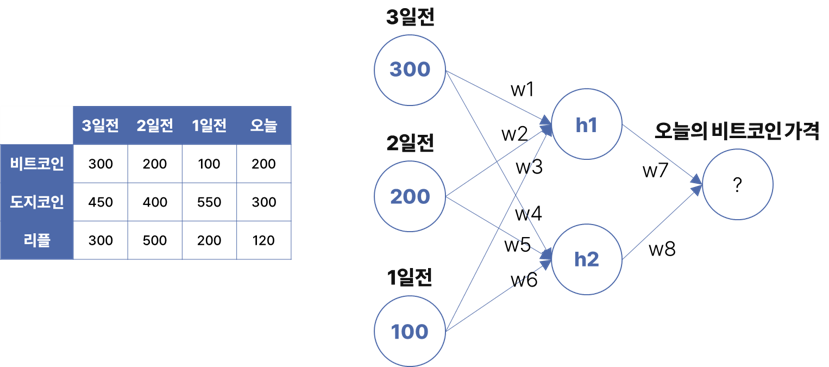 3일전 2일전 1일전 오늘
비트코인 300 200 100 200
도지코인 450 400 550 300
리플 300 500 200 120
3일전
300
w1
h1
2일전
w2
오늘의 비트코인 가격
w3
w7
200
?
w4
w5
w8
h2
1일전
w6
100